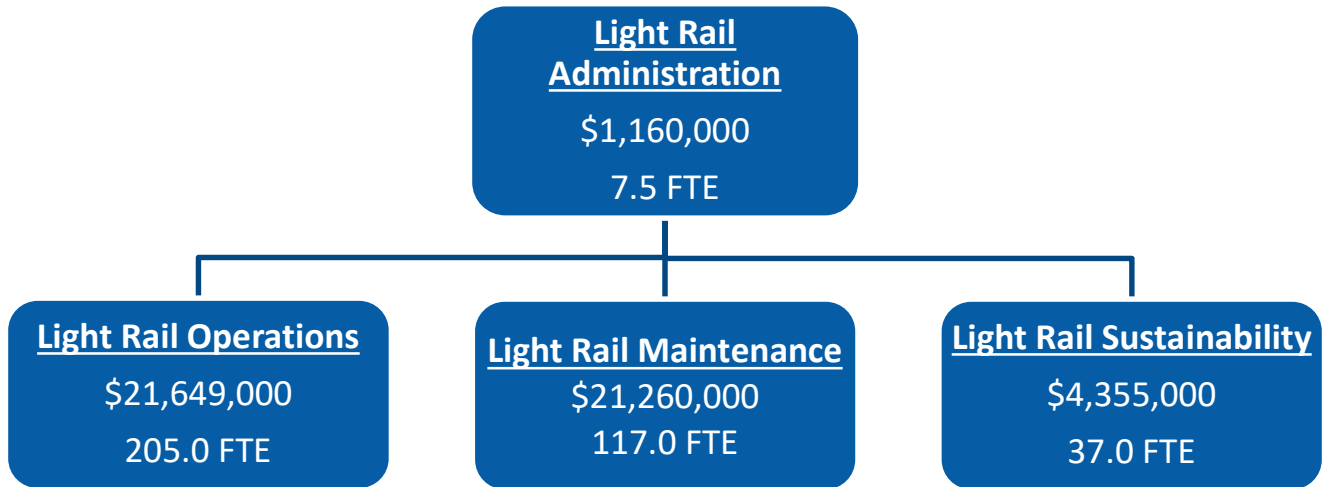 Light Rail
Administration
$1,160,000
7.5 FTE
Light Rail Operations
$21,649,000
205.0 FTE
Light Rail Maintenance
$21,260,000
117.0 FTE
Light Rail Sustainability
$4,355,000
37.0 FTE